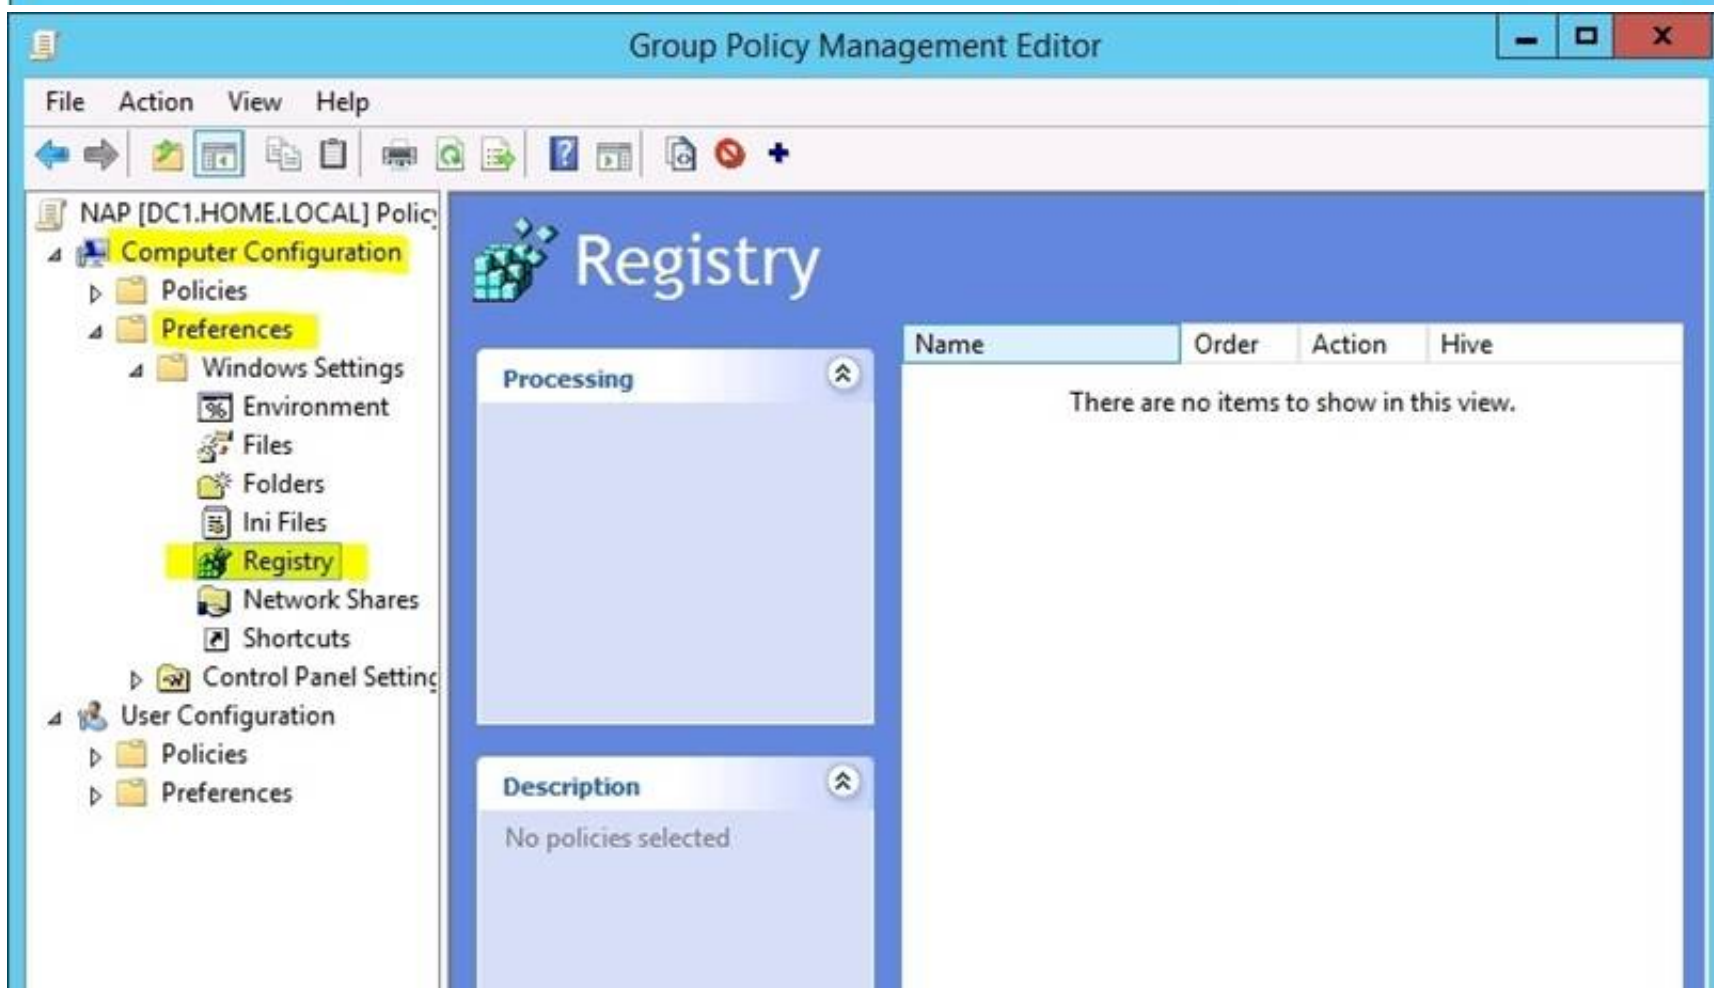 Group Policy Management Editor
File Action View Help
NAP [DC1.HOME.LOCAL] Policy
Computer Configuration
Policies
Preferences
Windows Settings
Environment
Files
Folders
Ini Files
Registry
Network Shares
Shortcuts
Control Panel Setting
User Configuration
Policies
Preferences
Registry
Processing
Description
No policies selected
Name Order Action Hive
There are no items to show in this view.